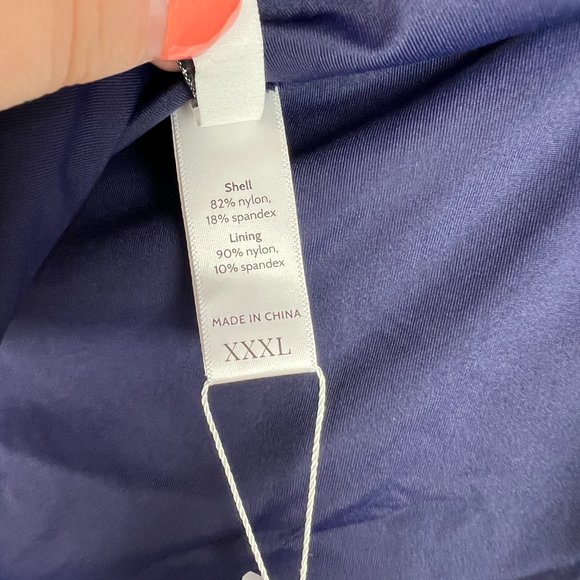 Shell
82% nylon,
18% spandex
Lining
90% nylon,
10% spandex
MADE IN CHINA
XXXL